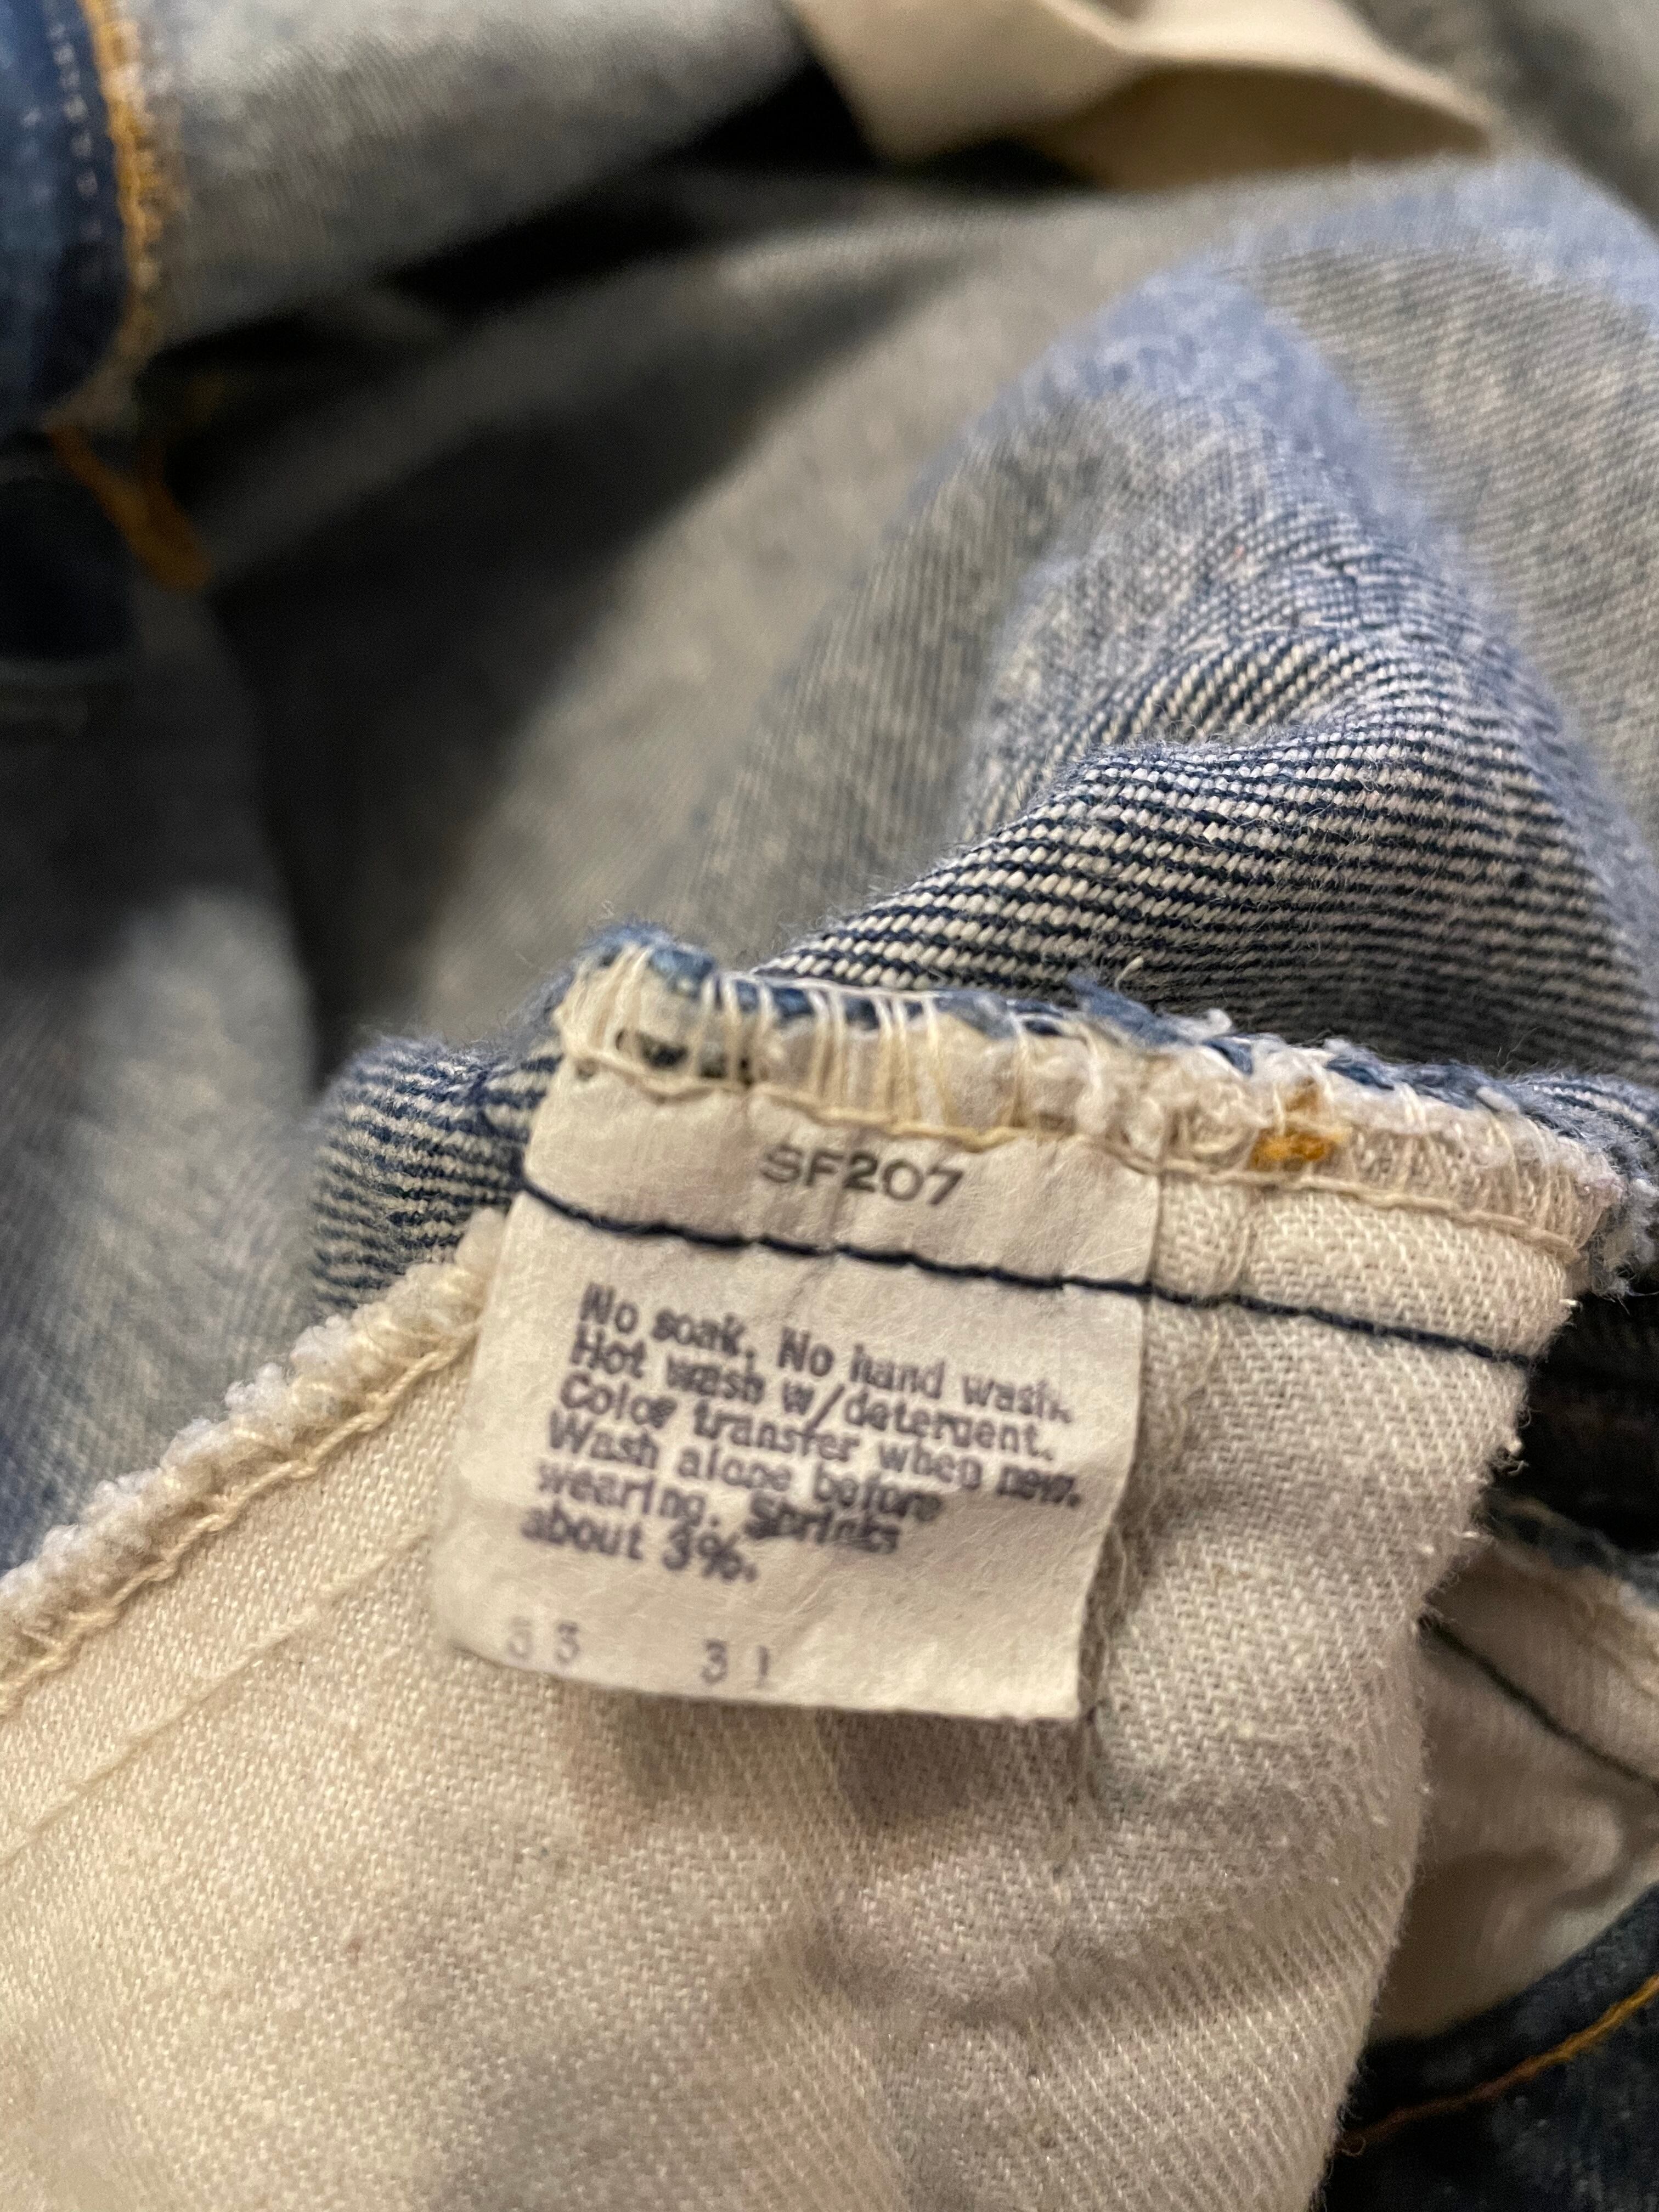 SF207
No soak. No hand wash.
Hot wash w/detergent.
Color transfer when new.
Wash alone before
wearing. Shrinks
about 3%.
33 31